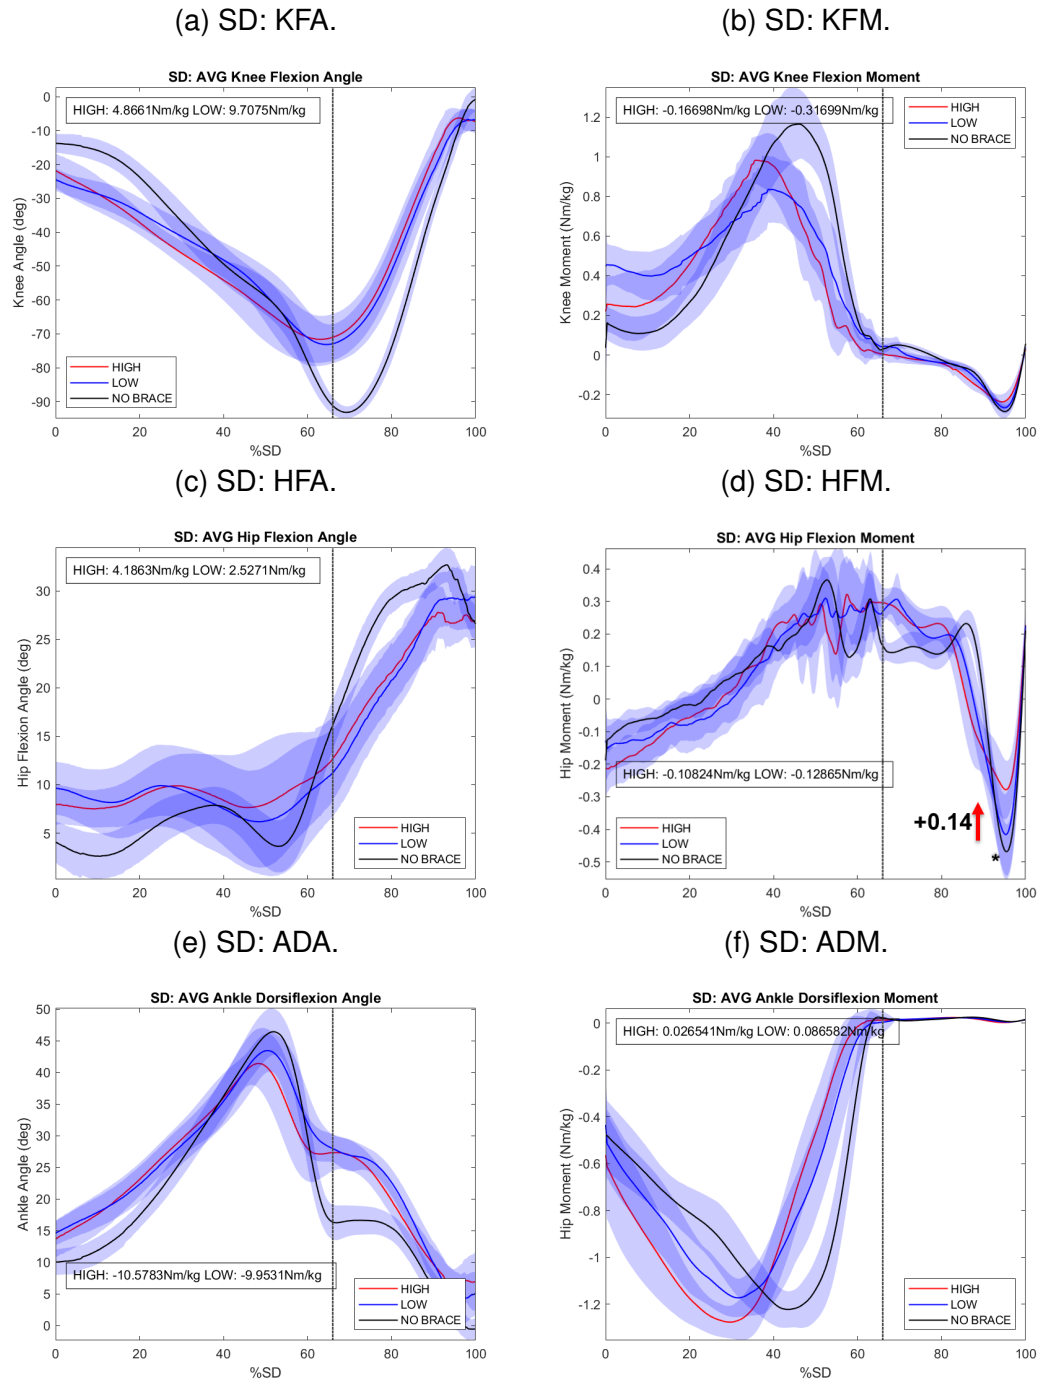 (a) SD: KFA.
SD: AVG Knee Flexion Angle
HIGH: 4.8661Nm/kg LOW: 9.7075Nm/kg
Knee Angle (deg)
0
-10
-20
-30
-40
-50
-60
-70
-80
-90
HIGH
LOW
NO BRACE
0 20 40 60 80 100
%SD
(b) SD: KFM.
SD: AVG Knee Flexion Moment
HIGH: -0.16698Nm/kg LOW: -0.31699Nm/kg
HIGH
LOW
NO BRACE
Knee Moment (Nm/kg)
1.2
1
0.8
0.6
0.4
0.2
0
-0.2
0 20 40 60 80 100
%SD
(c) SD: HFA.
SD: AVG Hip Flexion Angle
HIGH: 4.1863Nm/kg LOW: 2.5271Nm/kg
Hip Flexion Angle (deg)
30
25
20
15
10
5
HIGH
LOW
NO BRACE
0 20 40 60 80 100
%SD
(d) SD: HFM.
SD: AVG Hip Flexion Moment
Hip Moment (Nm/kg)
0.4
0.3
0.2
0.1
0
-0.1
-0.2
-0.3
-0.4
-0.5
HIGH: -0.10824Nm/kg LOW: -0.12865Nm/kg
+0.14
*
HIGH
LOW
NO BRACE
0 20 40 60 80 100
%SD
(e) SD: ADA.
SD: AVG Ankle Dorsiflexion Angle
Ankle Angle (deg)
50
45
40
35
30
25
20
15
10
5
0
HIGH: -10.5783Nm/kg LOW: -9.9531Nm/kg
HIGH
LOW
NO BRACE
0 20 40 60 80 100
%SD
(f) SD: ADM.
SD: AVG Ankle Dorsiflexion Moment
HIGH: 0.026541Nm/kg LOW: 0.086582Nm/kg
Hip Moment (Nm/kg)
0
-0.2
-0.4
-0.6
-0.8
-1
-1.2
HIGH
LOW
NO BRACE
0 20 40 60 80 100
%SD